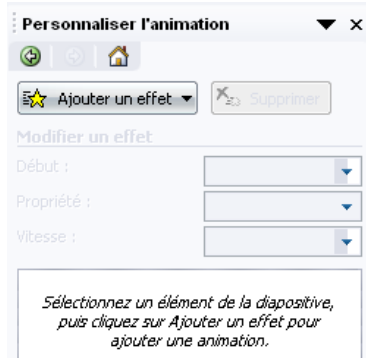 Personnaliser l'animation
Ajouter un effet
Supprimer
Modifier un effet
Début :
Propriété :
Vitesse :
Sélectionnez un élément de la diapositive,
puis cliquez sur Ajouter un effet pour
ajouter une animation.